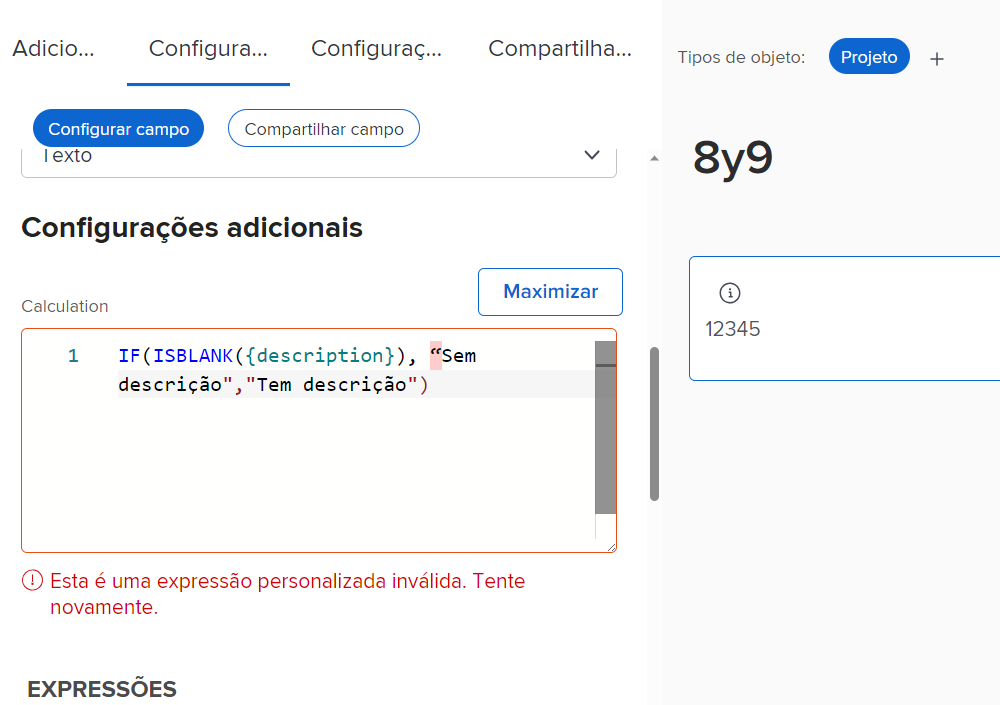 Adicio...
Configura...
Configuraç...
Compartilha...
Tipos de objeto:
Projeto
+
Configurar campo
Compartilhar campo
Texto
8y9
Configurações adicionais
Maximizar
Calculation
12345
1
IF(ISBLANK({description}), “Sem
descrição","Tem descrição")
Esta é uma expressão personalizada inválida. Tente
novamente.
EXPRESSÕES